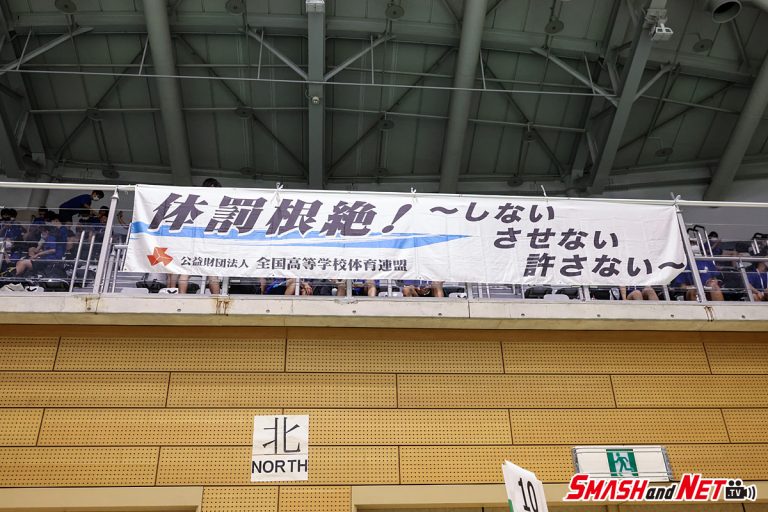 体罰根絶！ ～しない
させない
許さない～
公益財団法人 全国高等学校体育連盟
北
NORTH
10
SMASH and NET TV